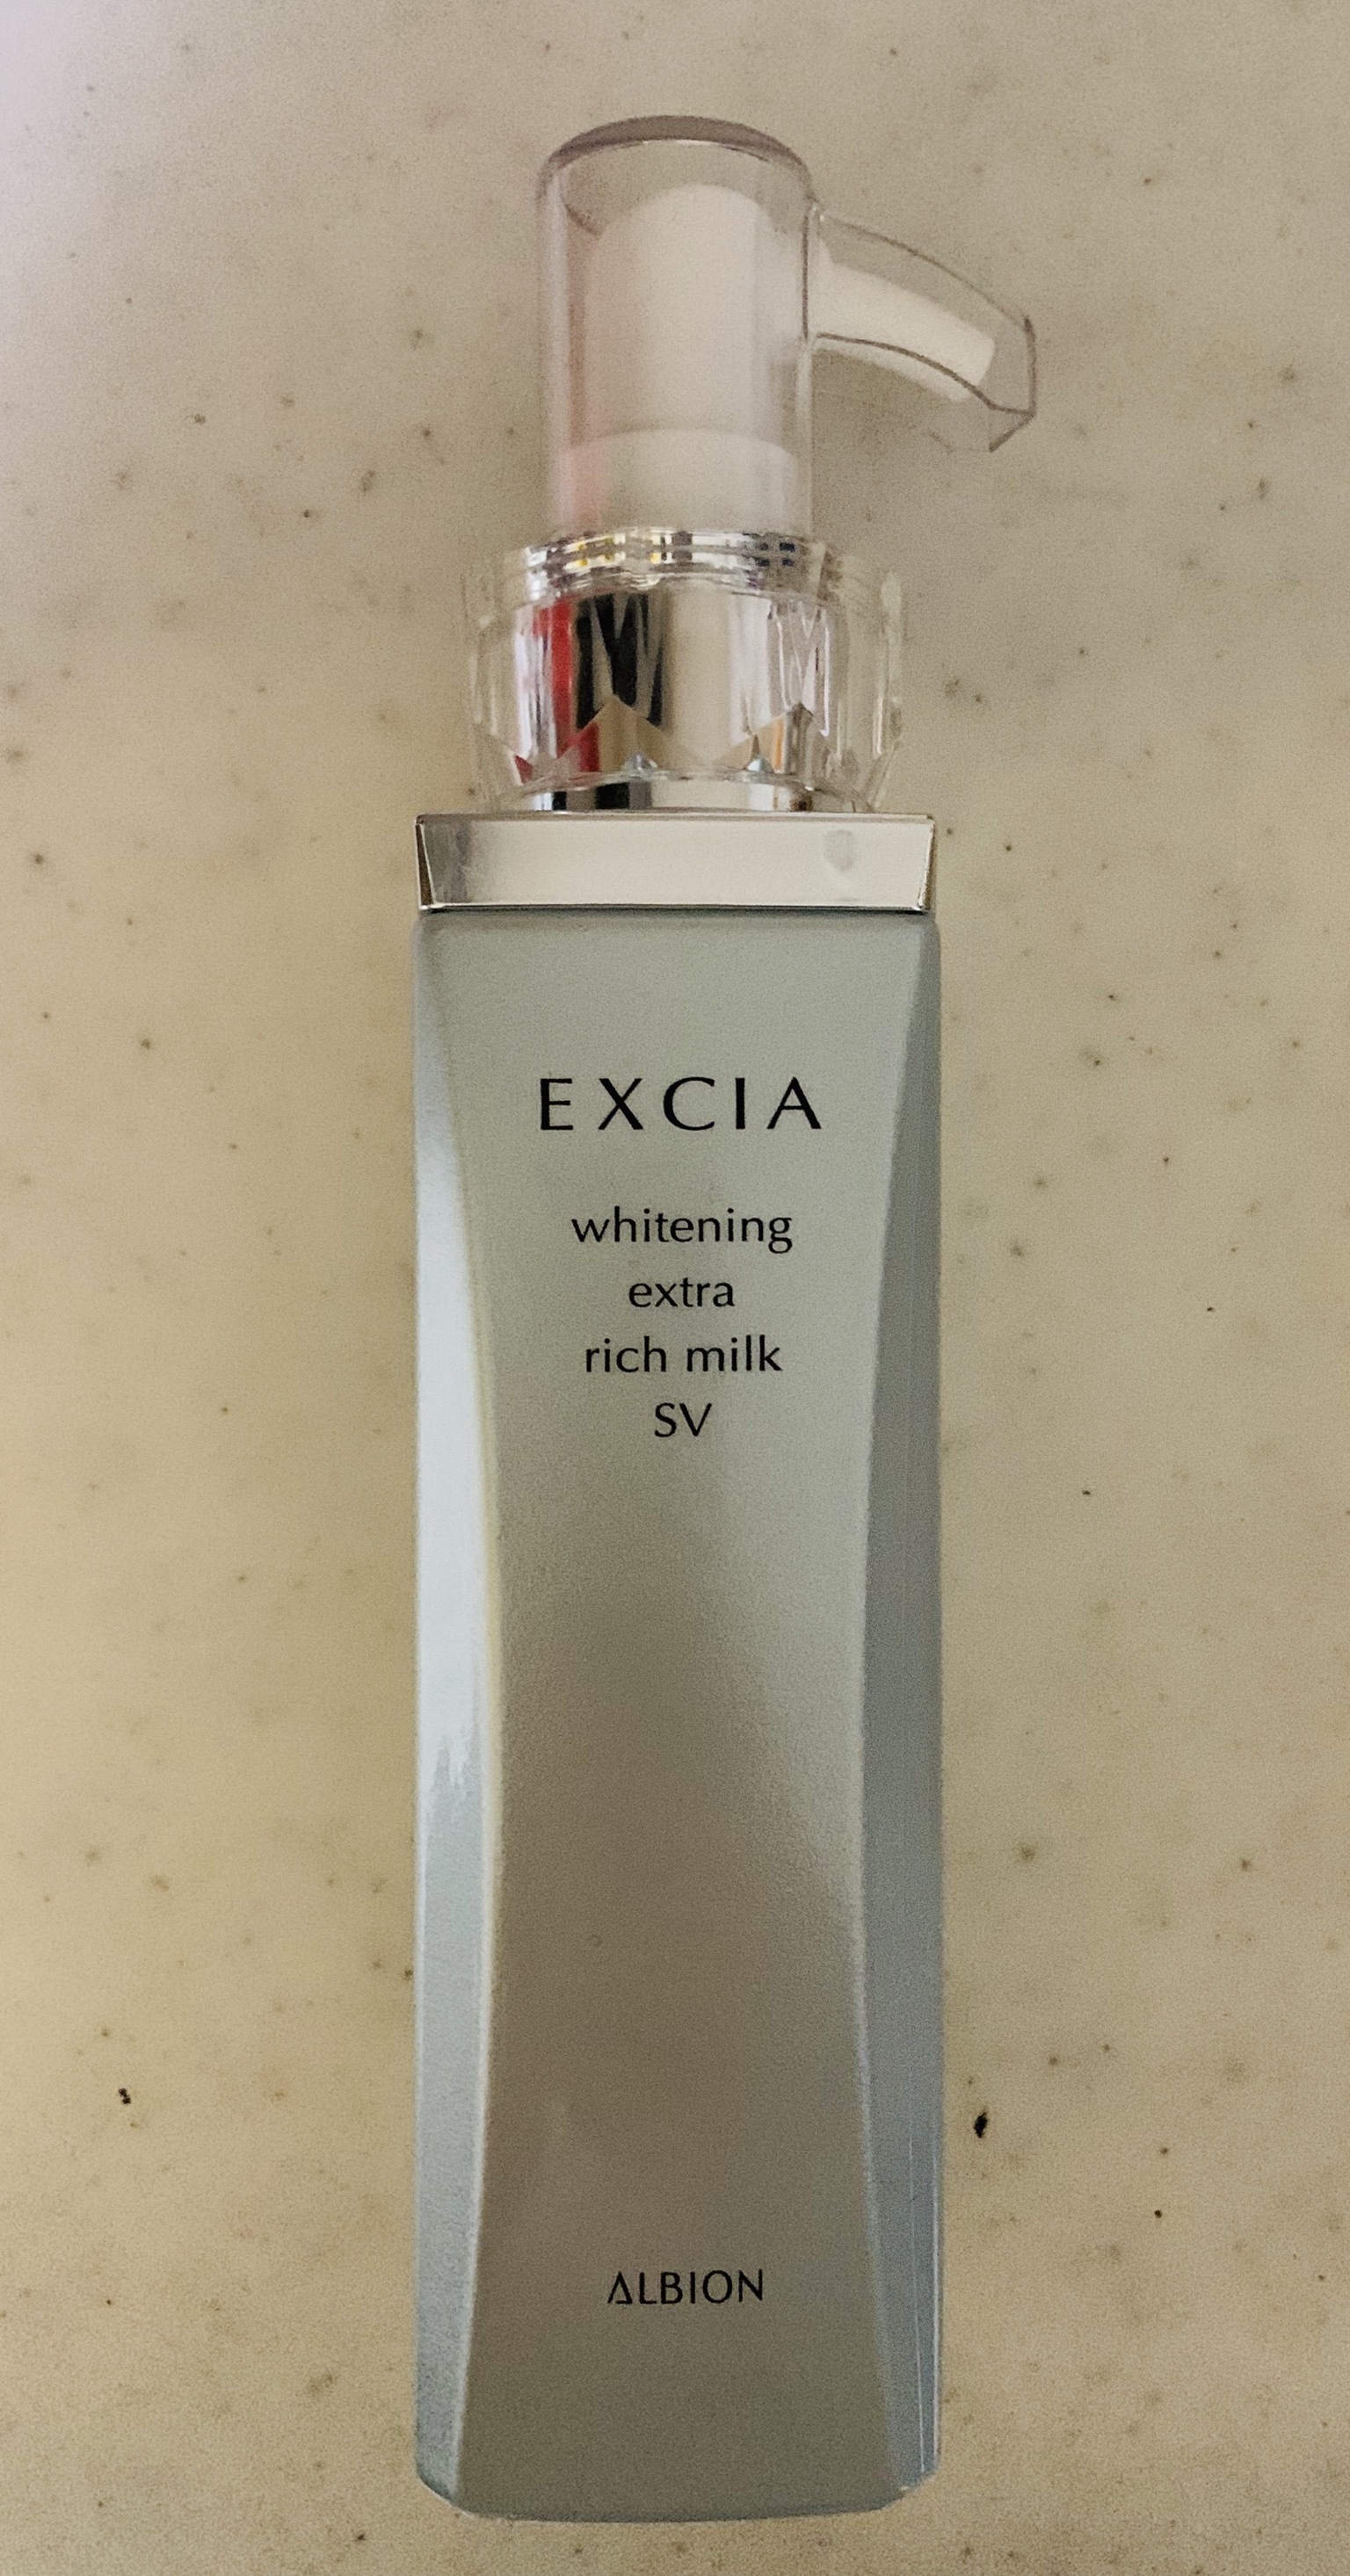 EXCIA
whitening
extra
rich milk
SV
ALBION